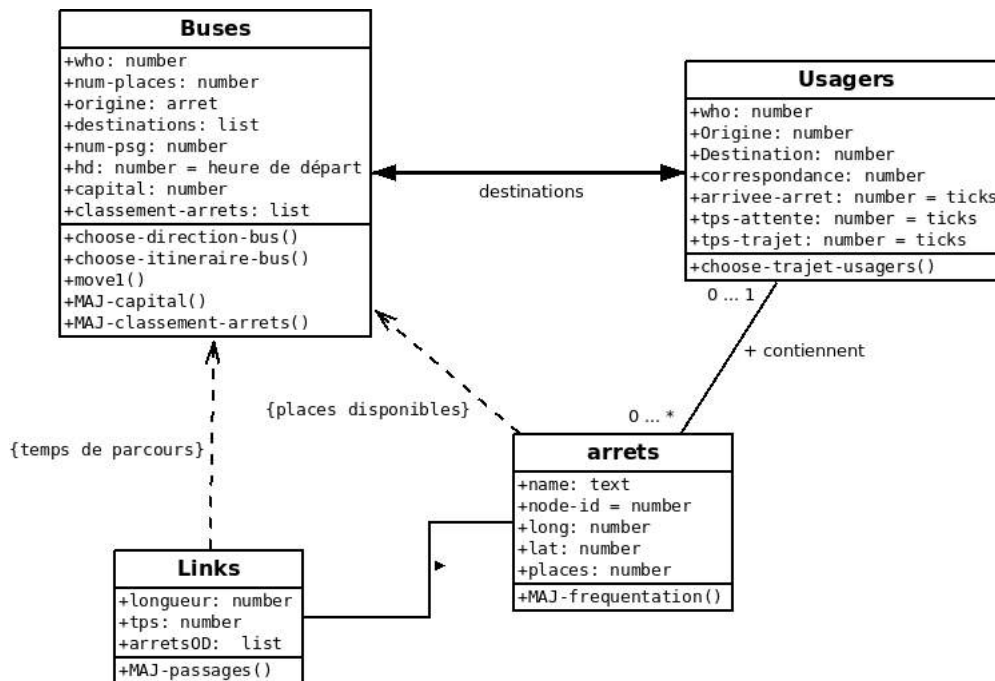 Buses
+who: number
+num-places: number
+origine: arret
+destinations: list
+num-psg: number
+hd: number = heure de départ
+capital: number
+classement-arrets: list
+choose-direction-bus()
+choose-itineraire-bus()
+move1()
+MAJ-capital()
+MAJ-classement-arrets()
destinations
Usagers
+who: number
+Origine: number
+Destination: number
+correspondance: number
+arrivee-arret: number = ticks
+tps-attente: number = ticks
+tps-trajet: number = ticks
+choose-trajet-usagers()
0 ... 1
+ contiennent
0 ... *
{places disponibles}
{temps de parcours}
arrets
+name: text
+node-id = number
+long: number
+lat: number
+places: number
+MAJ-frequentation()
Links
+longueur: number
+tps: number
+arretsOD:  list
+MAJ-passages()